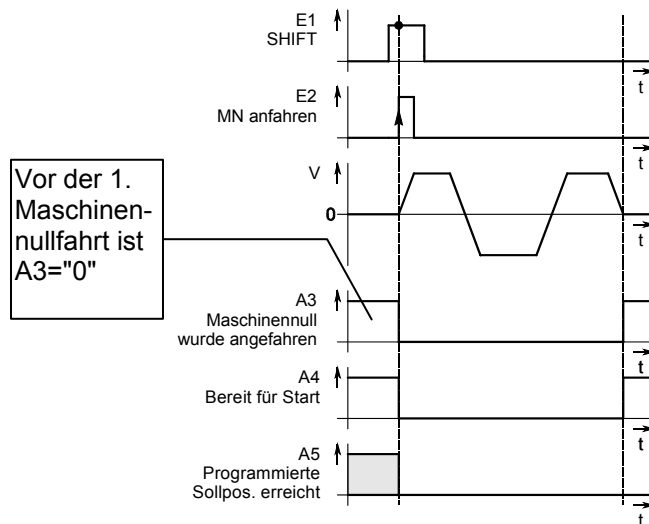 E1
SHIFT
t
E2
MN anfahren
t
V
0
t
Vor der 1.
Maschinen-
nullfahrt ist
A3="0"
A3
Maschinennull
wurde angefahren
t
A4
Bereit für Start
t
A5
Programmierte
Sollpos. erreicht
t